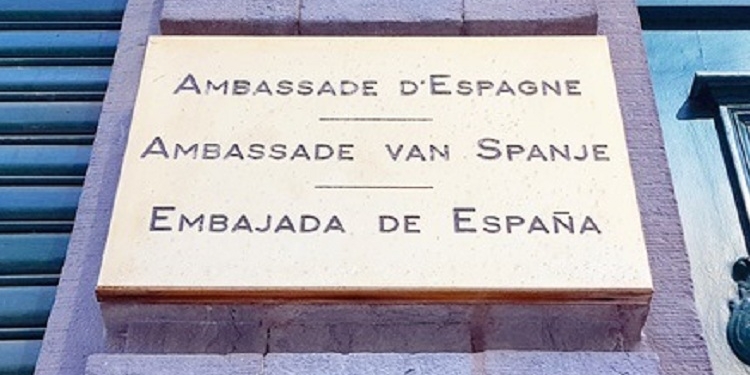 Ambassade d'Espagne
Ambassade van Spanje
Embajada de España